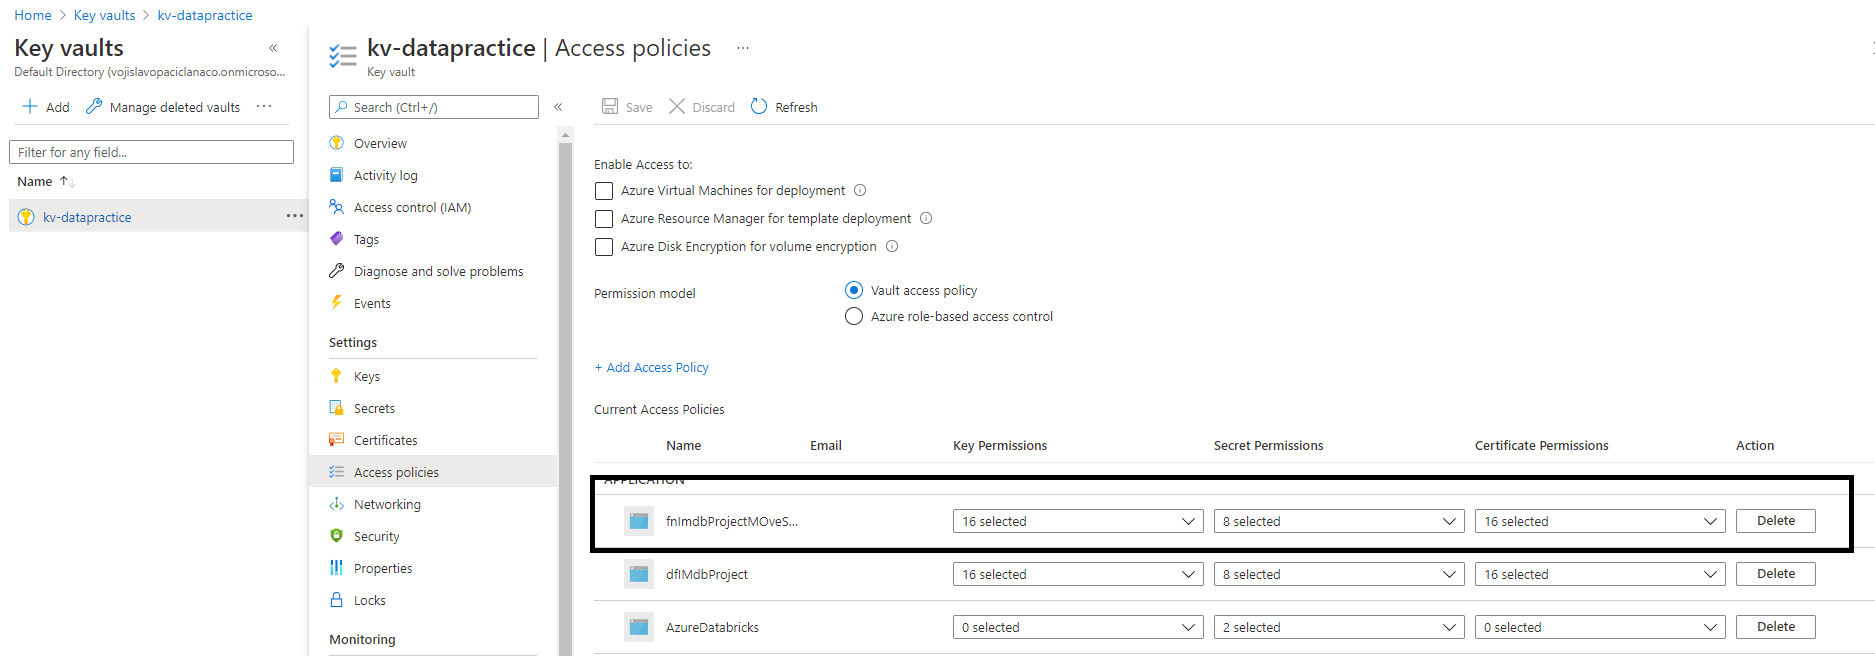 Home > Key vaults > kv-datapractice
Key vaults «
Default Directory (vojislavopaciclanaco.onmicroso...
+ Add Manage deleted vaults ...
Filter for any field...
Name ↑↓
kv-datapractice ...
kv-datapractice | Access policies ...
Key vault
Search (Ctrl+/) «
Overview
Activity log
Access control (IAM)
Tags
Diagnose and solve problems
Events
Settings
Keys
Secrets
Certificates
Access policies
Networking
Security
Properties
Locks
Monitoring
Save Discard Refresh
Enable Access to:
Azure Virtual Machines for deployment
Azure Resource Manager for template deployment
Azure Disk Encryption for volume encryption
Permission model
Vault access policy
Azure role-based access control
+ Add Access Policy
Current Access Policies
Name Email Key Permissions Secret Permissions Certificate Permissions Action
APPLICATION
fnImdbProjectMOveS... 16 selected 8 selected 16 selected Delete
dfIMdbProject 16 selected 8 selected 16 selected Delete
AzureDatabricks 0 selected 2 selected 0 selected Delete